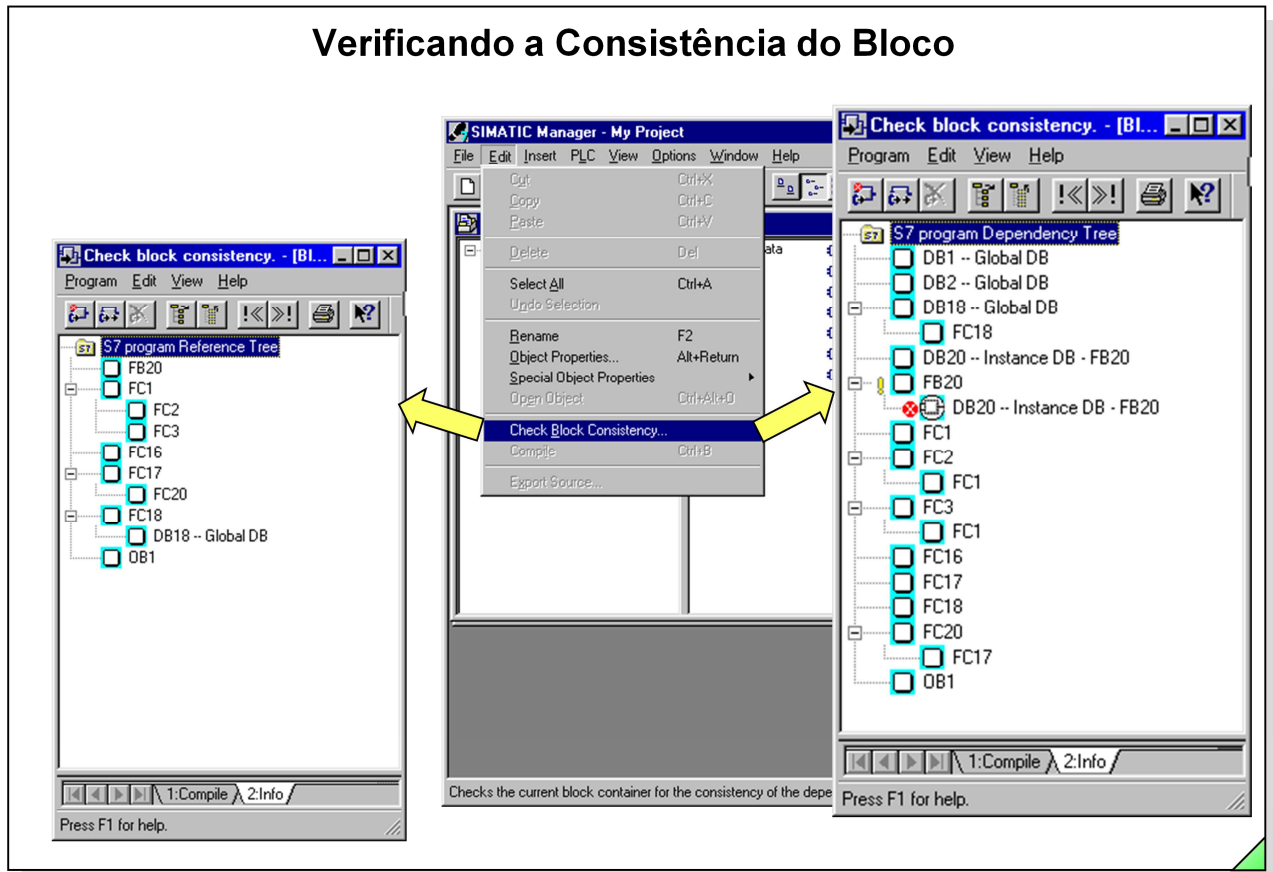 Verificando a Consistência do Bloco
Check block consistency. - [Bl...
Program Edit View Help
S7 program Reference Tree
FB20
FC1
FC2
FC3
FC16
FC17
FC20
FC18
DB18 -- Global DB
OB1
1:Compile 2:Info
Press F1 for help.
SIMATIC Manager - My Project
File Edit Insert PLC View Options Window Help
Cut Ctrl+X
Copy Ctrl+C
Paste Ctrl+V
Delete Del
Select All Ctrl+A
Undo Selection
Rename F2
Object Properties... Alt+Return
Special Object Properties
Open Object Ctrl+Alt+O
Check Block Consistency...
Compile Ctrl+B
Export Source...
ata
Checks the current block container for the consistency of the depe
Check block consistency. - [Bl...
Program Edit View Help
S7 program Dependency Tree
DB1 -- Global DB
DB2 -- Global DB
DB18 -- Global DB
FC18
DB20 -- Instance DB - FB20
FB20
DB20 -- Instance DB - FB20
FC1
FC2
FC1
FC3
FC1
FC16
FC17
FC18
FC20
FC17
OB1
1:Compile 2:Info
Press F1 for help.